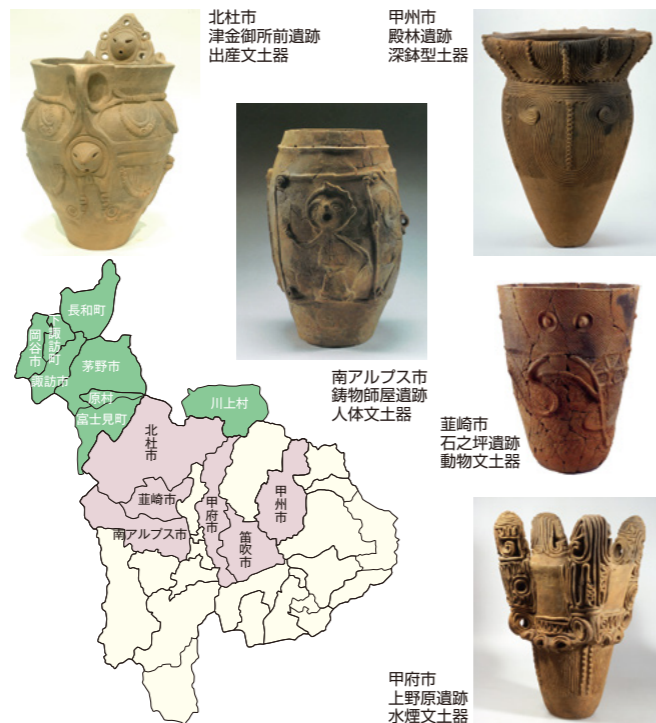 北杜市
津金御所前遺跡
出産文土器
甲州市
殿林遺跡
深鉢型土器
南アルプス市
鋳物師屋遺跡
人体文土器
韮崎市
石之坪遺跡
動物文土器
甲府市
上野原遺跡
水煙文土器
長和町
下諏訪町
岡谷市
諏訪市
茅野市
原村
富士見町
川上村
北杜市
韮崎市
南アルプス市
甲府市
笛吹市
甲州市